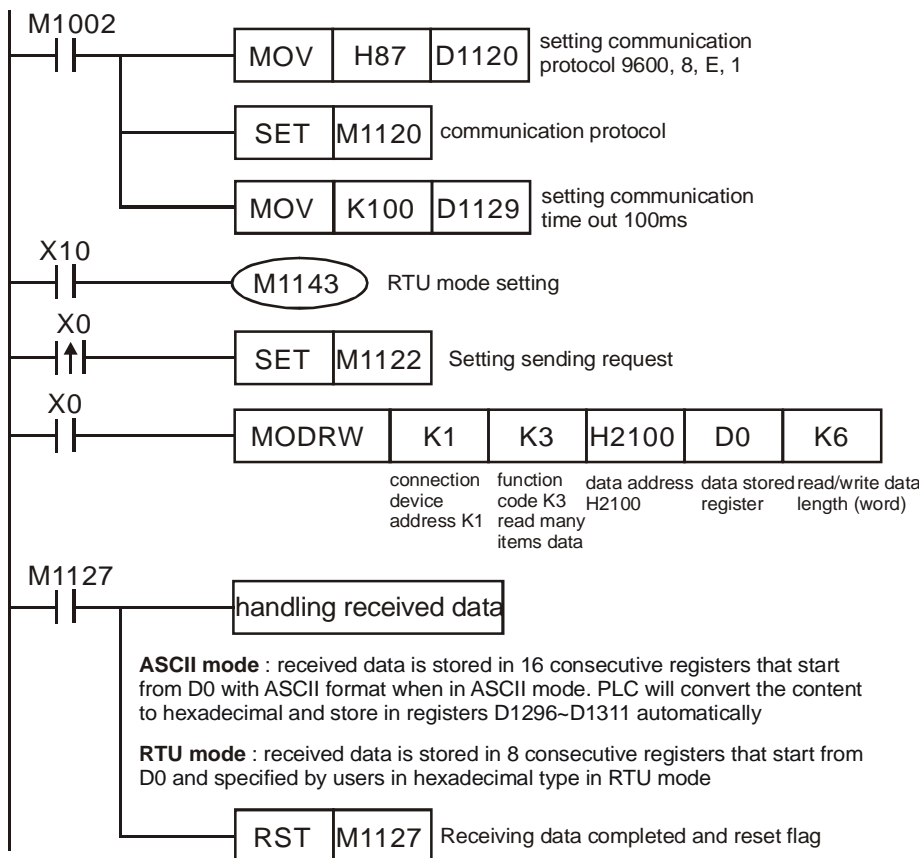 M1002
MOV H87 D1120 setting communication
protocol 9600, 8, E, 1
SET M1120 communication protocol
MOV K100 D1129 setting communication
time out 100ms
X10
M1143 RTU mode setting
X0
SET M1122 Setting sending request
X0
MODRW K1 K3 H2100 D0 K6
connection function data address data stored read/write data
device code K3 H2100 register length (word)
address K1 read many
items data
M1127
handling received data
ASCII mode : received data is stored in 16 consecutive registers that start
from D0 with ASCII format when in ASCII mode. PLC will convert the content
to hexadecimal and store in registers D1296~D1311 automatically
RTU mode : received data is stored in 8 consecutive registers that start from
D0 and specified by users in hexadecimal type in RTU mode
RST M1127 Receiving data completed and reset flag